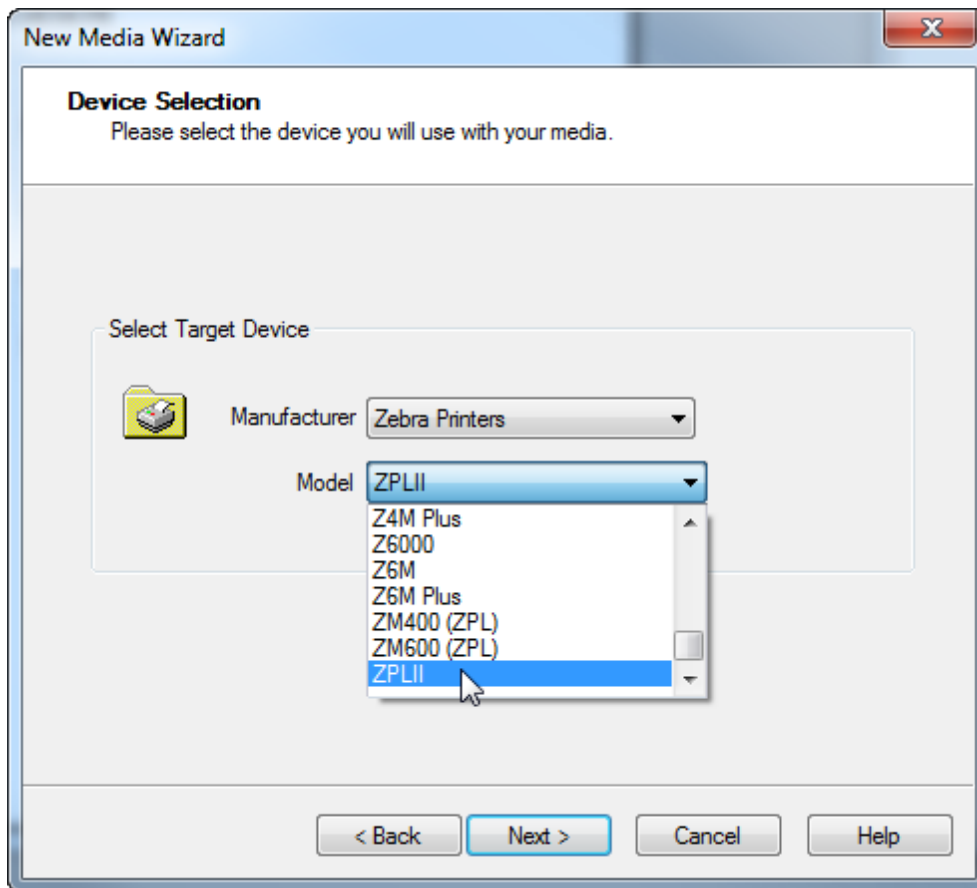 New Media Wizard
Device Selection
Please select the device you will use with your media.
Select Target Device
Manufacturer Zebra Printers
Model ZPLII
Z4M Plus
Z6000
Z6M
Z6M Plus
ZM400 (ZPL)
ZM600 (ZPL)
ZPLII
< Back Next > Cancel Help